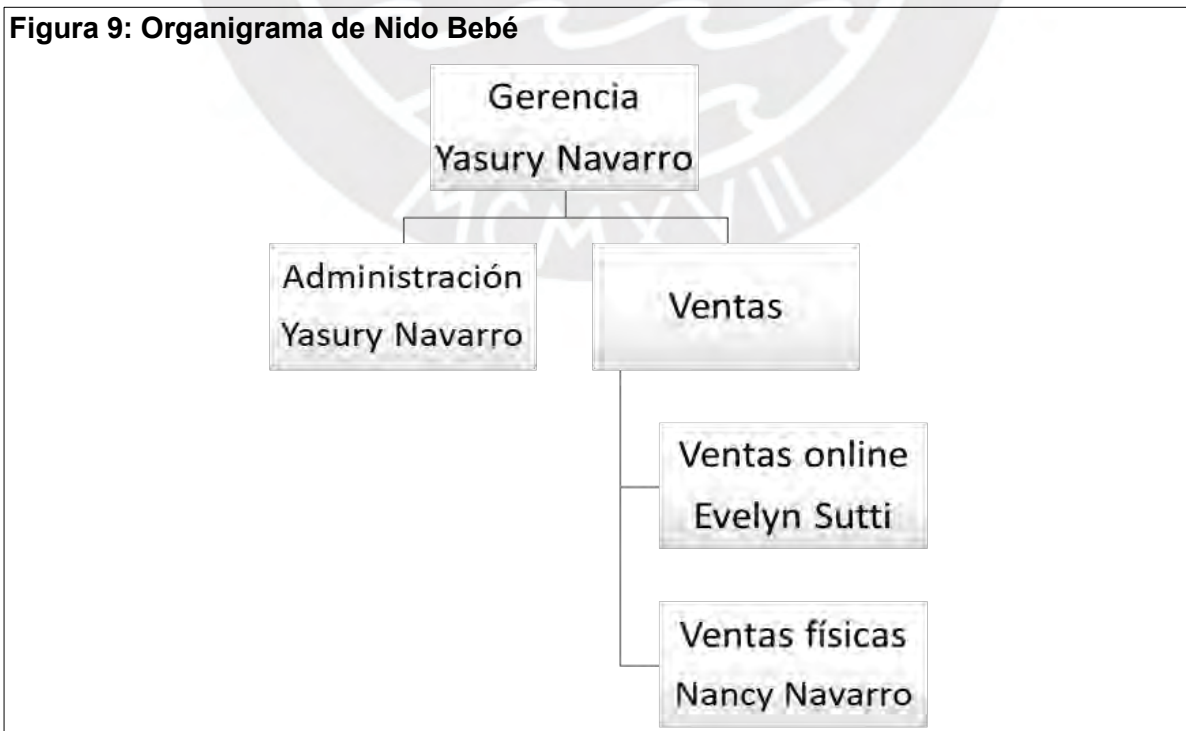 Figura 9: Organigrama de Nido Bebé
Gerencia
Yasury Navarro
MCMXVII
Administración
Yasury Navarro
Ventas
Ventas online
Evelyn Sutti
Ventas físicas
Nancy Navarro